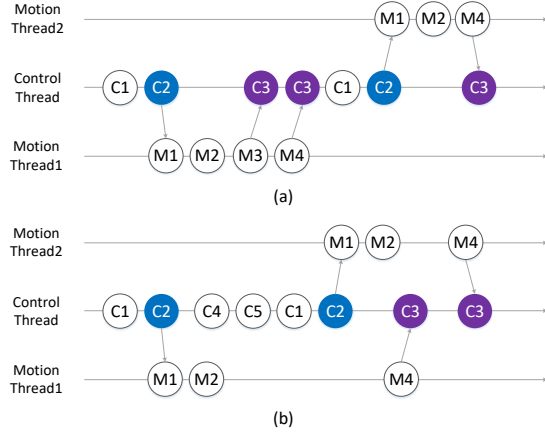 Motion
Thread2
M1 M2 M4
Control
Thread
C1 C2 C3 C3 C1 C2 C3
Motion
Thread1
M1 M2 M3 M4
(a)
Motion
Thread2
M1 M2 M4
Control
Thread
C1 C2 C4 C5 C1 C2 C3 C3
Motion
Thread1
M1 M2 M4
(b)